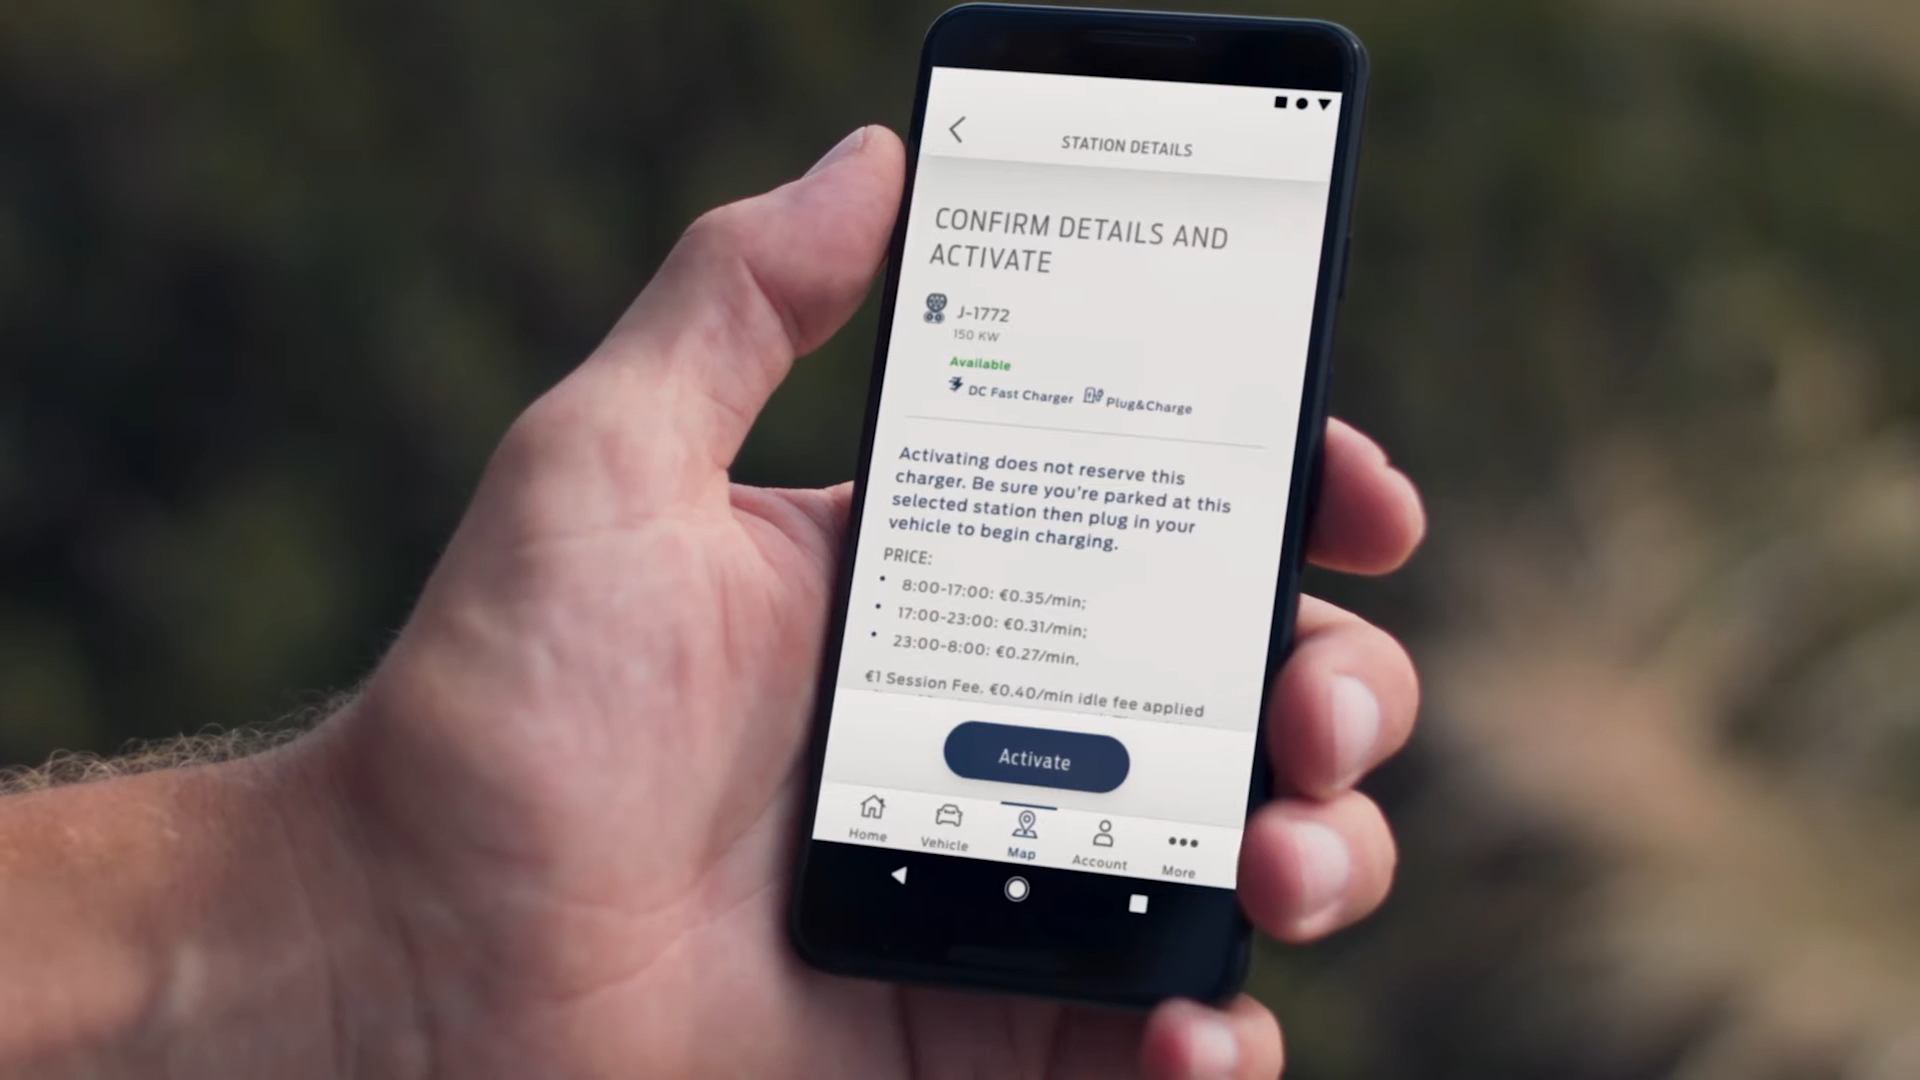 STATION DETAILS
CONFIRM DETAILS AND
ACTIVATE
J-1772
150 KW
Available
DC Fast Charger Plug&Charge
Activating does not reserve this
charger. Be sure you're parked at this
selected station then plug in your
vehicle to begin charging.
PRICE:
• 8:00-17:00: €0.35/min;
• 17:00-23:00: €0.31/min;
• 23:00-8:00: €0.27/min.
€1 Session Fee. €0.40/min idle fee applied
Activate
Home Vehicle Map Account More